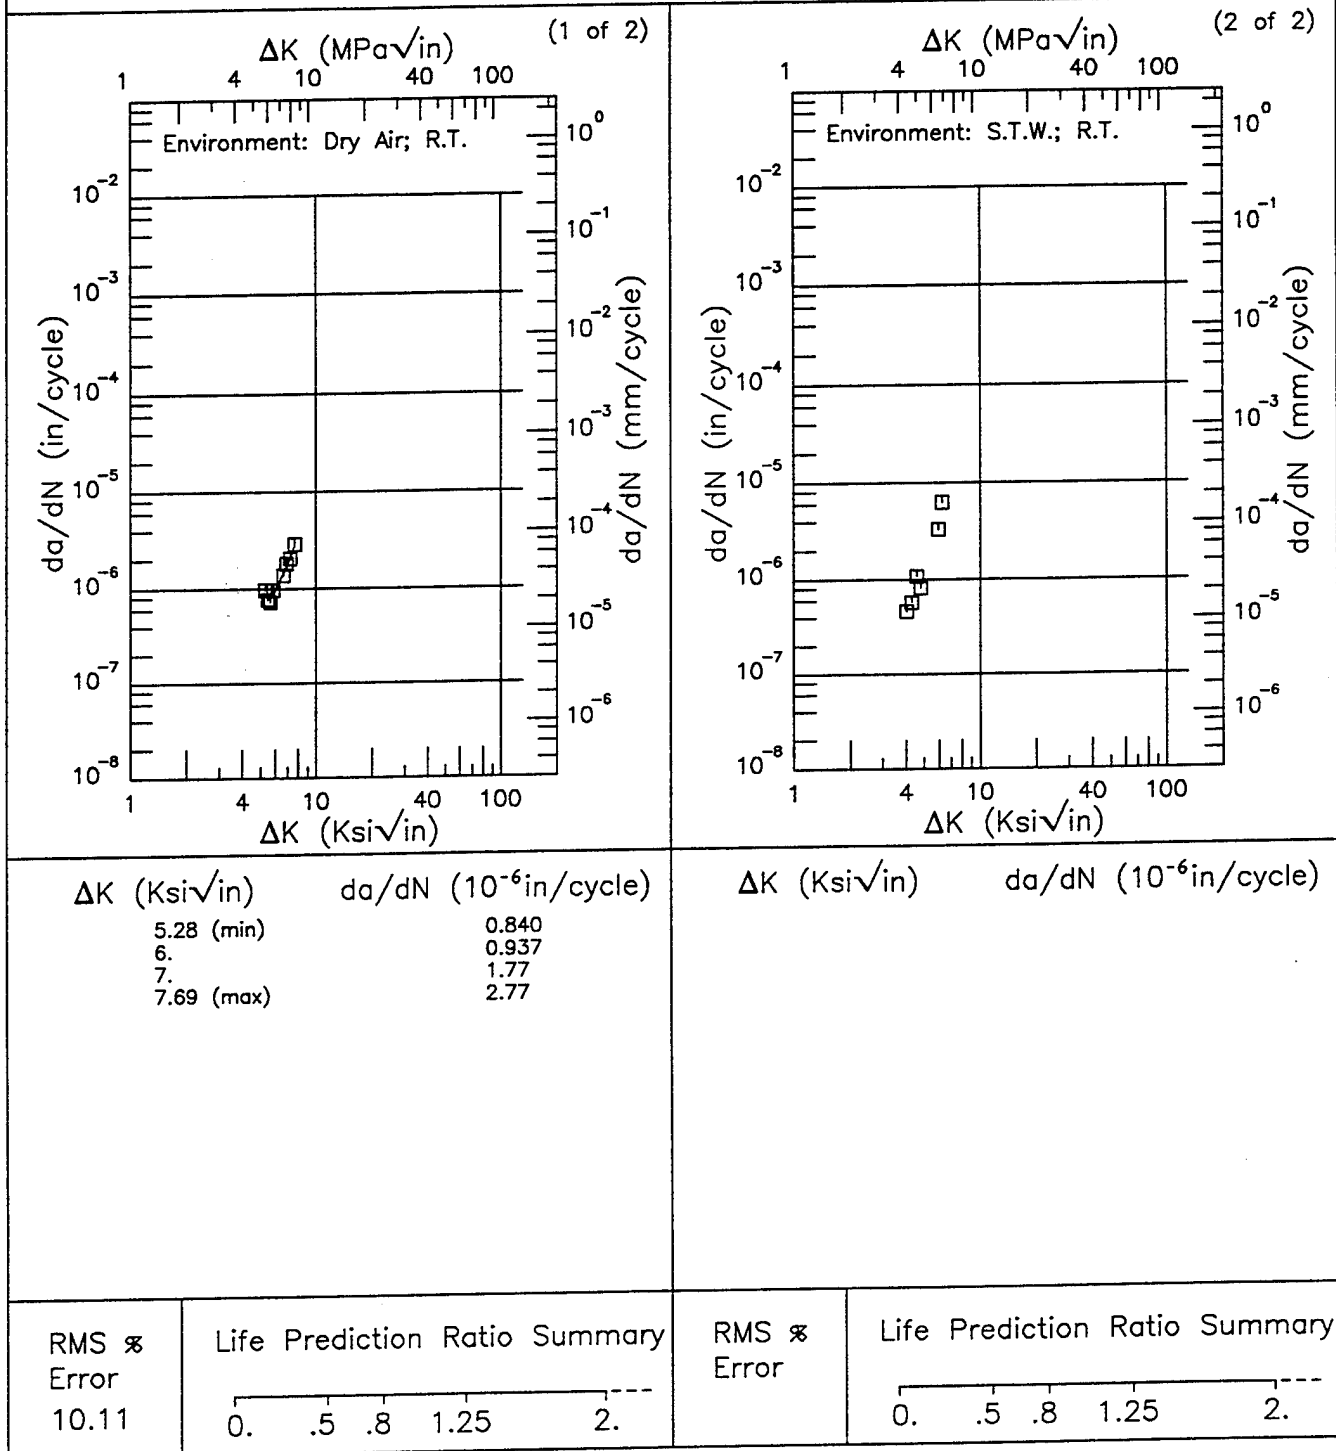 (1 of 2)
ΔK (MPa√in)
1 4 10 40 100
Environment: Dry Air; R.T.
10⁰
10⁻²
10⁻¹
10⁻³
10⁻²
10⁻⁴
10⁻³
10⁻⁵
10⁻⁴
10⁻⁶
10⁻⁵
10⁻⁷
10⁻⁶
10⁻⁸
da/dN (in/cycle)
da/dN (mm/cycle)
1 4 10 40 100
ΔK (Ksi√in)
ΔK (Ksi√in) da/dN (10⁻⁶in/cycle)
5.28 (min) 0.840
6. 0.937
7. 1.77
7.69 (max) 2.77
RMS % Error
10.11
Life Prediction Ratio Summary
0. .5 .8 1.25 2.
(2 of 2)
ΔK (MPa√in)
1 4 10 40 100
Environment: S.T.W.; R.T.
10⁰
10⁻²
10⁻¹
10⁻³
10⁻²
10⁻⁴
10⁻³
10⁻⁵
10⁻⁴
10⁻⁶
10⁻⁵
10⁻⁷
10⁻⁶
10⁻⁸
da/dN (in/cycle)
da/dN (mm/cycle)
1 4 10 40 100
ΔK (Ksi√in)
ΔK (Ksi√in) da/dN (10⁻⁶in/cycle)
RMS % Error
Life Prediction Ratio Summary
0. .5 .8 1.25 2.